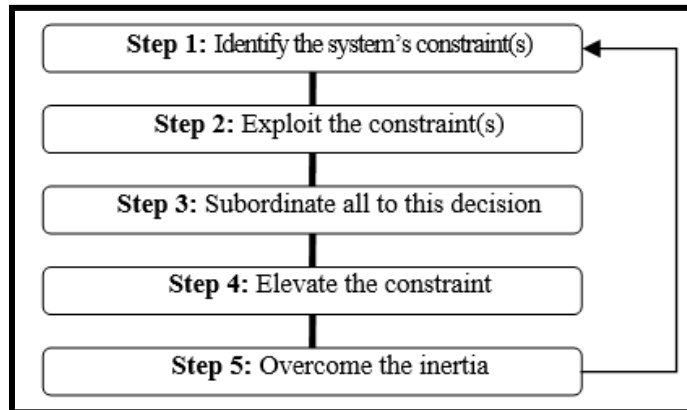 Step 1: Identify the system’s constraint(s)
Step 2: Exploit the constraint(s)
Step 3: Subordinate all to this decision
Step 4: Elevate the constraint
Step 5: Overcome the inertia